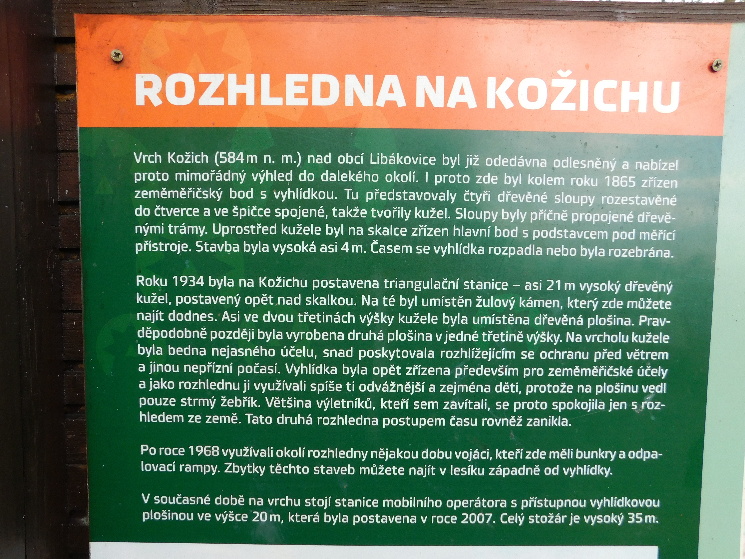 ROZHLEDNA NA KOŽICHU
Vrch Kožich (584 m n. m.) nad obcí Libákovice byl již odedávna odlesněný a nabízel
proto mimořádný výhled do dalekého okolí. I proto zde byl kolem roku 1865 zřízen
zeměměřičský bod s vyhlídkou. Tu představovaly čtyři dřevěné sloupy rozestavěné
do čtverce a ve špičce spojené, takže tvořily kužel. Sloupy byly příčně propojené dřevě-
nými trámy. Uprostřed kužele byl na skalce zřízen hlavní bod s podstavcem pod měřicí
přístroje. Stavba byla vysoká asi 4 m. Časem se vyhlídka rozpadla nebo byla rozebrána.
Roku 1934 byla na Kožichu postavena triangulační stanice – asi 21 m vysoký dřevěný
kužel, postavený opět nad skalkou. Na té byl umístěn žulový kámen, který zde můžete
najít dodnes. Asi ve dvou třetinách výšky kužele byla umístěna dřevěná plošina. Prav-
děpodobně později byla vyrobena druhá plošina v jedné třetině výšky. Na vrcholu kužele
byla bedna nejasného účelu, snad poskytovala rozhlížejícím se ochranu před větrem
a jinou nepřízní počasí. Vyhlídka byla opět zřízena především pro zeměměřičské účely
a jako rozhlednu ji využívali spíše ti odvážnější a zejména děti, protože na plošinu vedl
pouze strmý žebřík. Většina výletníků, kteří sem zavítali, se proto spokojila jen s roz-
hledem ze země. Tato druhá rozhledna postupem času rovněž zanikla.
Po roce 1968 využívali okolí rozhledny nějakou dobu vojáci, kteří zde měli bunkry a odpa-
lovací rampy. Zbytky těchto staveb můžete najít v lesíku západně od vyhlídky.
V současné době na vrchu stojí stanice mobilního operátora s přístupnou vyhlídkovou
plošinou ve výšce 20 m, která byla postavena v roce 2007. Celý stožár je vysoký 35 m.